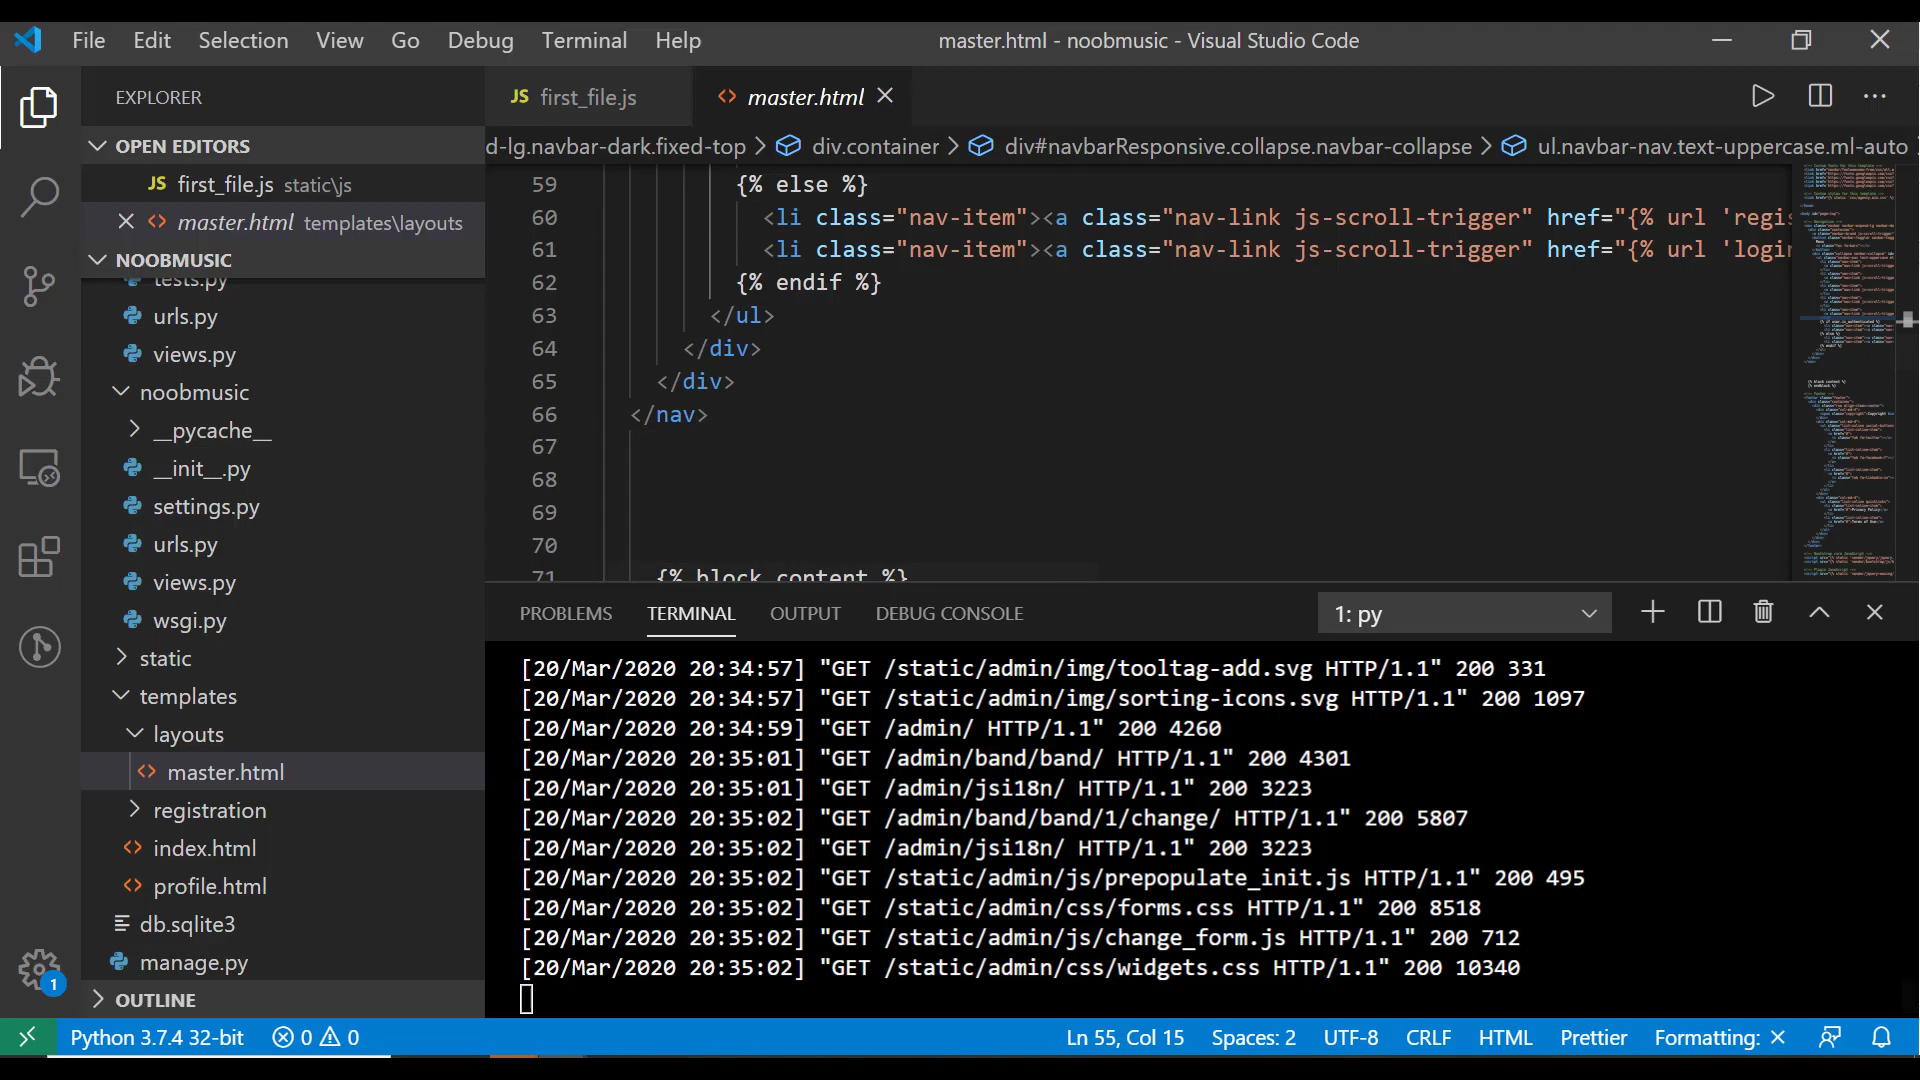 File Edit Selection View Go Debug Terminal Help
master.html - noobmusic - Visual Studio Code
EXPLORER
OPEN EDITORS
JS first_file.js static\js
<> master.html templates\layouts
NOOBMUSIC
tests.py
urls.py
views.py
noobmusic
__pycache__
__init__.py
settings.py
urls.py
views.py
wsgi.py
static
templates
layouts
<> master.html
registration
<> index.html
<> profile.html
db.sqlite3
manage.py
OUTLINE
1
JS first_file.js
<> master.html
d-lg.navbar-dark.fixed-top > div.container > div#navbarResponsive.collapse.navbar-collapse > ul.navbar-nav.text-uppercase.ml-auto
59 {% else %}
60 <li class="nav-item"><a class="nav-link js-scroll-trigger" href="{% url 'regis
61 <li class="nav-item"><a class="nav-link js-scroll-trigger" href="{% url 'login
62 {% endif %}
63 </ul>
64 </div>
65 </div>
66 </nav>
67
68
69
70
71 {% block content %}
PROBLEMS TERMINAL OUTPUT DEBUG CONSOLE
1: py
[20/Mar/2020 20:34:57] "GET /static/admin/img/tooltag-add.svg HTTP/1.1" 200 331
[20/Mar/2020 20:34:57] "GET /static/admin/img/sorting-icons.svg HTTP/1.1" 200 1097
[20/Mar/2020 20:34:59] "GET /admin/ HTTP/1.1" 200 4260
[20/Mar/2020 20:35:01] "GET /admin/band/band/ HTTP/1.1" 200 4301
[20/Mar/2020 20:35:01] "GET /admin/jsi18n/ HTTP/1.1" 200 3223
[20/Mar/2020 20:35:02] "GET /admin/band/band/1/change/ HTTP/1.1" 200 5807
[20/Mar/2020 20:35:02] "GET /admin/jsi18n/ HTTP/1.1" 200 3223
[20/Mar/2020 20:35:02] "GET /static/admin/js/prepopulate_init.js HTTP/1.1" 200 495
[20/Mar/2020 20:35:02] "GET /static/admin/css/forms.css HTTP/1.1" 200 8518
[20/Mar/2020 20:35:02] "GET /static/admin/js/change_form.js HTTP/1.1" 200 712
[20/Mar/2020 20:35:02] "GET /static/admin/css/widgets.css HTTP/1.1" 200 10340
Python 3.7.4 32-bit 0 0 Ln 55, Col 15 Spaces: 2 UTF-8 CRLF HTML Prettier Formatting: ✕